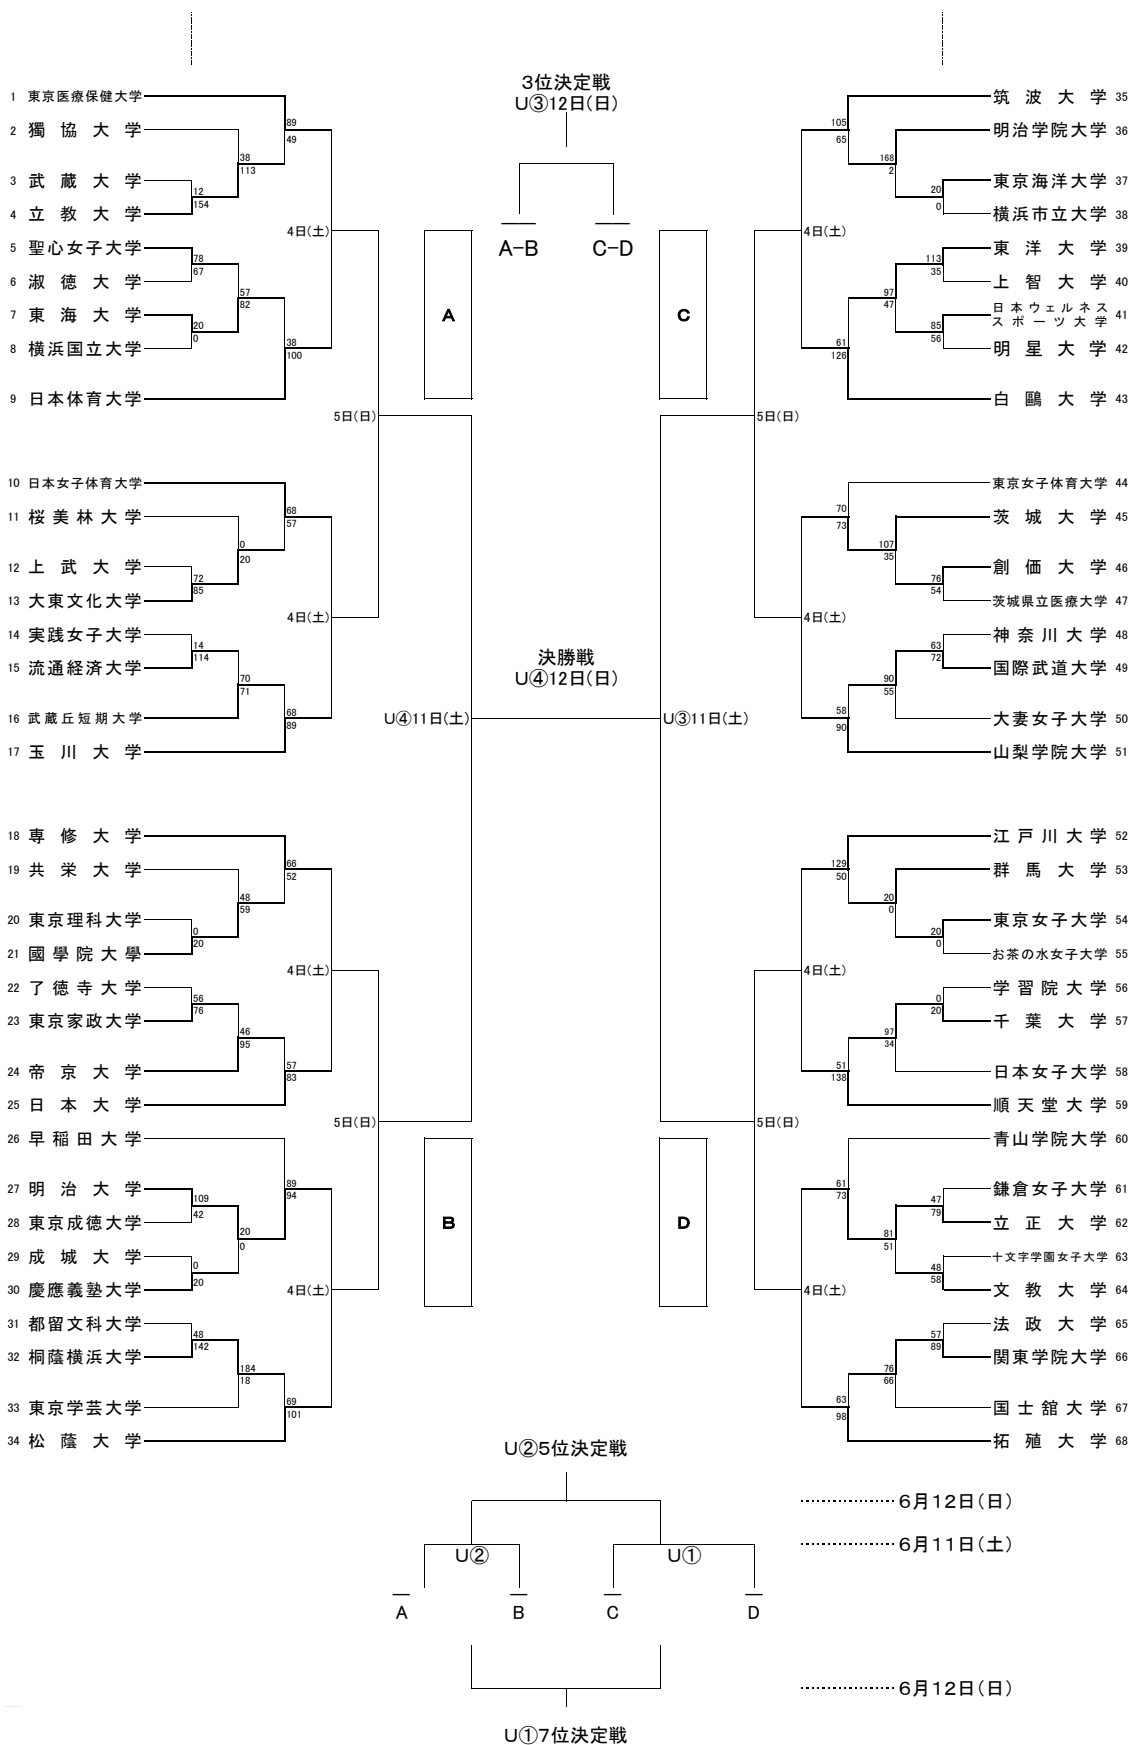 3位決定戦
U③12日(日)
1 東京医療保健大学
89
49
2 獨協大学
38
113
3 武蔵大学
12
154
4 立教大学
4日(土)
5 聖心女子大学
78
67
6 淑徳大学
57
82
7 東海大学
20
0
8 横浜国立大学
38
100
9 日本体育大学
5日(日)
10 日本女子体育大学
68
57
11 桜美林大学
0
20
12 上武大学
72
85
13 大東文化大学
4日(土)
14 実践女子大学
14
114
15 流通経済大学
70
71
16 武蔵丘短期大学
68
89
17 玉川大学
U④11日(土)
18 専修大学
66
52
19 共栄大学
48
59
20 東京理科大学
0
20
21 國學院大學
4日(土)
22 了徳寺大学
56
76
23 東京家政大学
46
95
24 帝京大学
57
83
25 日本大学
5日(日)
26 早稲田大学
89
94
27 明治大学
109
42
28 東京成徳大学
20
0
29 成城大学
0
20
30 慶應義塾大学
4日(土)
31 都留文科大学
48
142
32 桐蔭横浜大学
184
18
33 東京学芸大学
69
101
34 松蔭大学
A-B
C-D
A
C
決勝戦
U④12日(日)
B
D
筑波大学 35
105
65
明治学院大学 36
168
2
東京海洋大学 37
20
0
横浜市立大学 38
4日(土)
東洋大学 39
113
35
上智大学 40
97
47
日本ウェルネス
スポーツ大学 41
85
56
明星大学 42
61
126
白鷗大学 43
5日(日)
東京女子体育大学 44
70
73
茨城大学 45
107
35
創価大学 46
76
54
茨城県立医療大学 47
4日(土)
神奈川大学 48
63
72
国際武道大学 49
90
55
大妻女子大学 50
58
90
山梨学院大学 51
U③11日(土)
江戸川大学 52
129
50
群馬大学 53
20
0
東京女子大学 54
20
0
お茶の水女子大学 55
4日(土)
学習院大学 56
0
20
千葉大学 57
97
34
日本女子大学 58
51
138
順天堂大学 59
5日(日)
青山学院大学 60
61
73
鎌倉女子大学 61
47
79
立正大学 62
81
51
十文字学園女子大学 63
48
58
文教大学 64
4日(土)
法政大学 65
57
89
関東学院大学 66
76
66
国士舘大学 67
63
98
拓殖大学 68
U②5位決定戦
6月12日(日)
6月11日(土)
U②
U①
A
B
C
D
6月12日(日)
U①7位決定戦